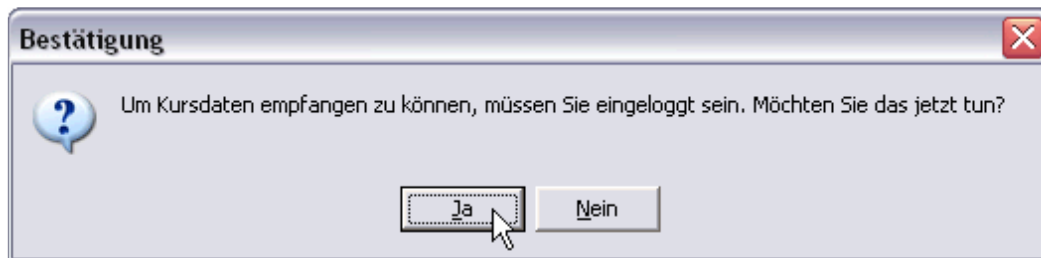 Bestätigung
Um Kursdaten empfangen zu können, müssen Sie eingeloggt sein. Möchten Sie das jetzt tun?
Ja
Nein